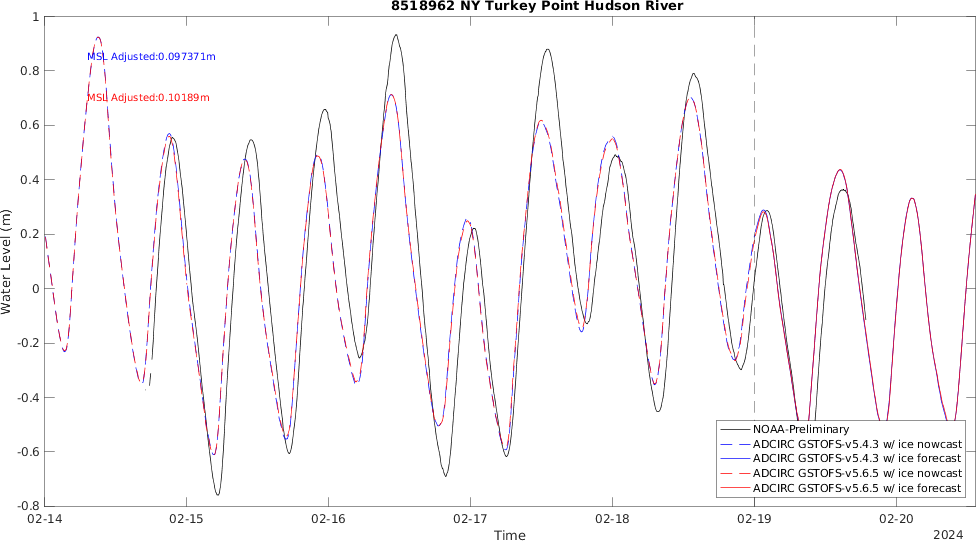 8518962 NY Turkey Point Hudson River
MSL Adjusted:0.097371m
MSL Adjusted:0.10189m
Water Level (m)
1
0.8
0.6
0.4
0.2
0
-0.2
-0.4
-0.6
-0.8
NOAA-Preliminary
ADCIRC GSTOFS-v5.4.3 w/ ice nowcast
ADCIRC GSTOFS-v5.4.3 w/ ice forecast
ADCIRC GSTOFS-v5.6.5 w/ ice nowcast
ADCIRC GSTOFS-v5.6.5 w/ ice forecast
02-14 02-15 02-16 02-17 02-18 02-19 02-20
Time
2024